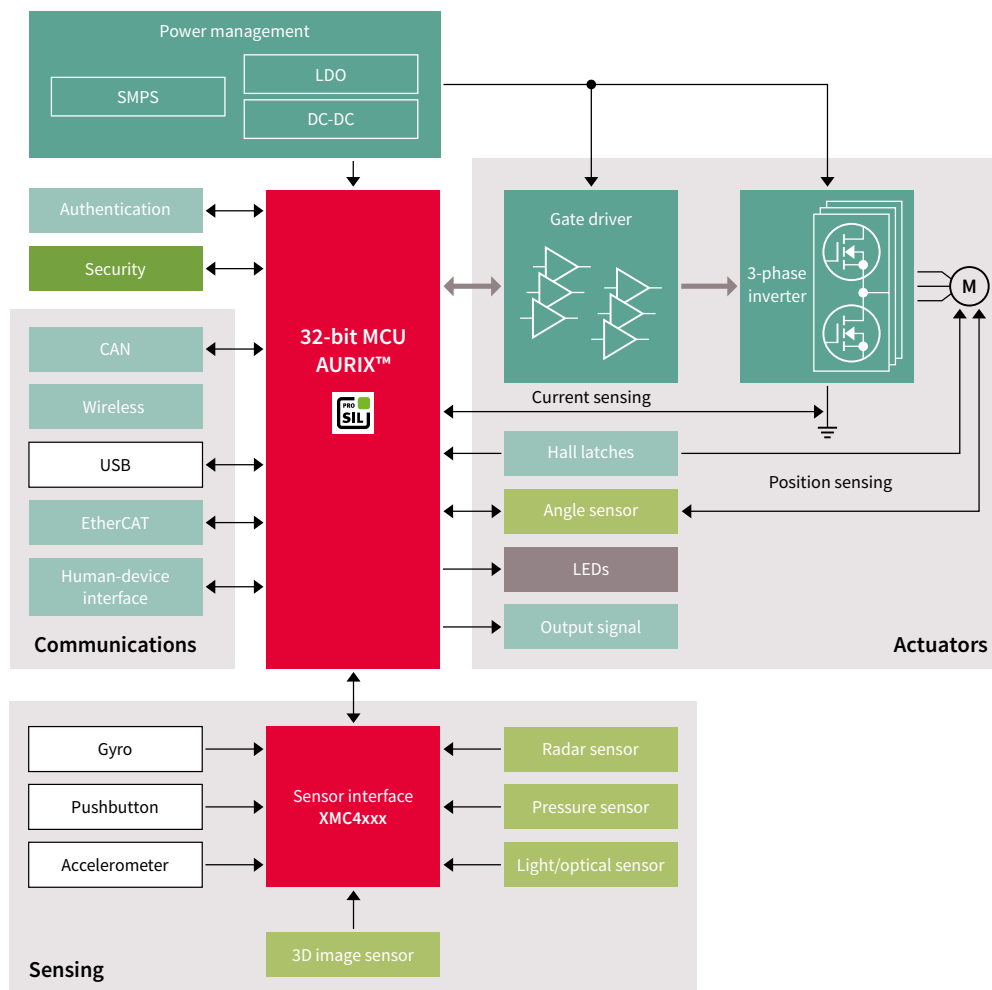 Power management
SMPS
LDO
DC-DC
Authentication
Security
CAN
Wireless
USB
EtherCAT
Human-device
interface
Communications
32-bit MCU
AURIX™
PRO
SIL
Gate driver
3-phase
inverter
M
Current sensing
Hall latches
Position sensing
Angle sensor
LEDs
Output signal
Actuators
Gyro
Pushbutton
Accelerometer
Sensor interface
XMC4xxx
Radar sensor
Pressure sensor
Light/optical sensor
3D image sensor
Sensing